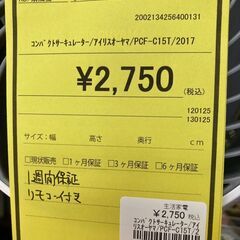 2002134256400131
コンパクトサーキュレーター/アイリスオーヤマ/PCF-C15T/2017
¥2,750
(税込)
120125
130125
サイズ:幅 高さ 奥行 cm
□現状販売 □1ヶ月保証 □3ヶ月保証 □6ヶ月保証
1週間保証
リモコン付き
生活家電
¥2,750 税込
コンパクトサーキュレーター/アイ
リスオーヤマ/PCF-C15T/2